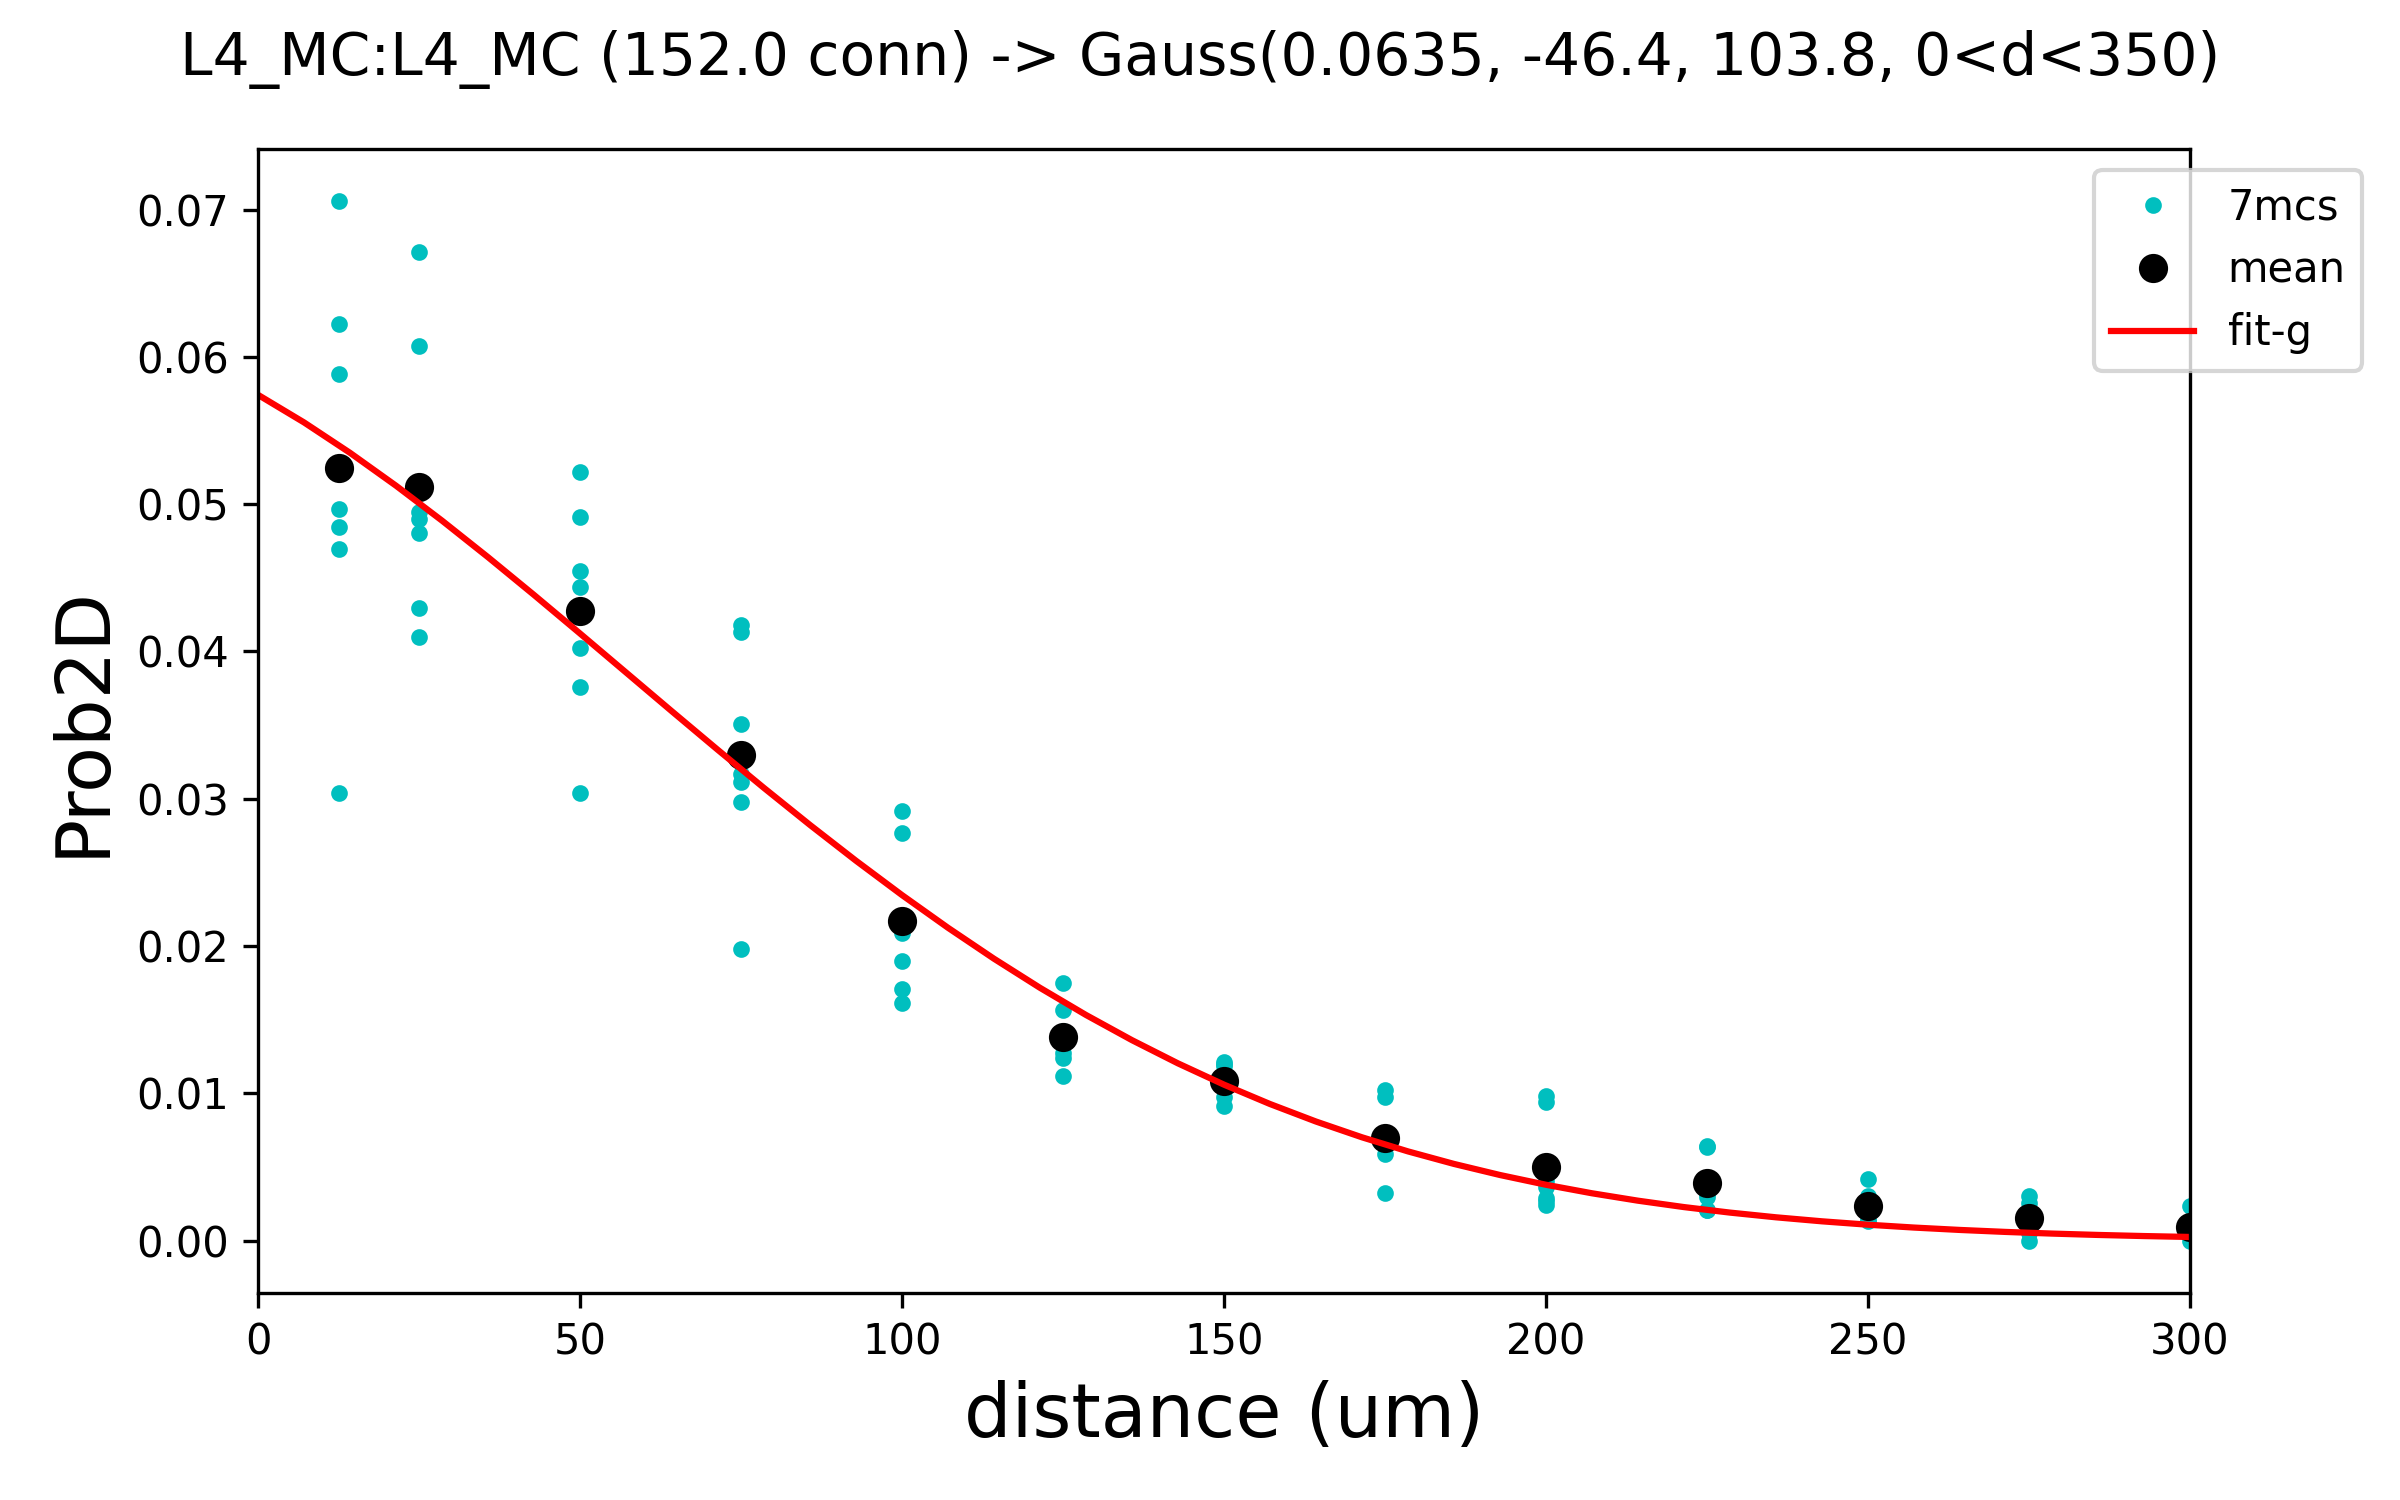 L4_MC:L4_MC (152.0 conn) -> Gauss(0.0635, -46.4, 103.8, 0<d<350)
7mcs
mean
fit-g
Prob2D
0.07
0.06
0.05
0.04
0.03
0.02
0.01
0.00
0 50 100 150 200 250 300
distance (um)